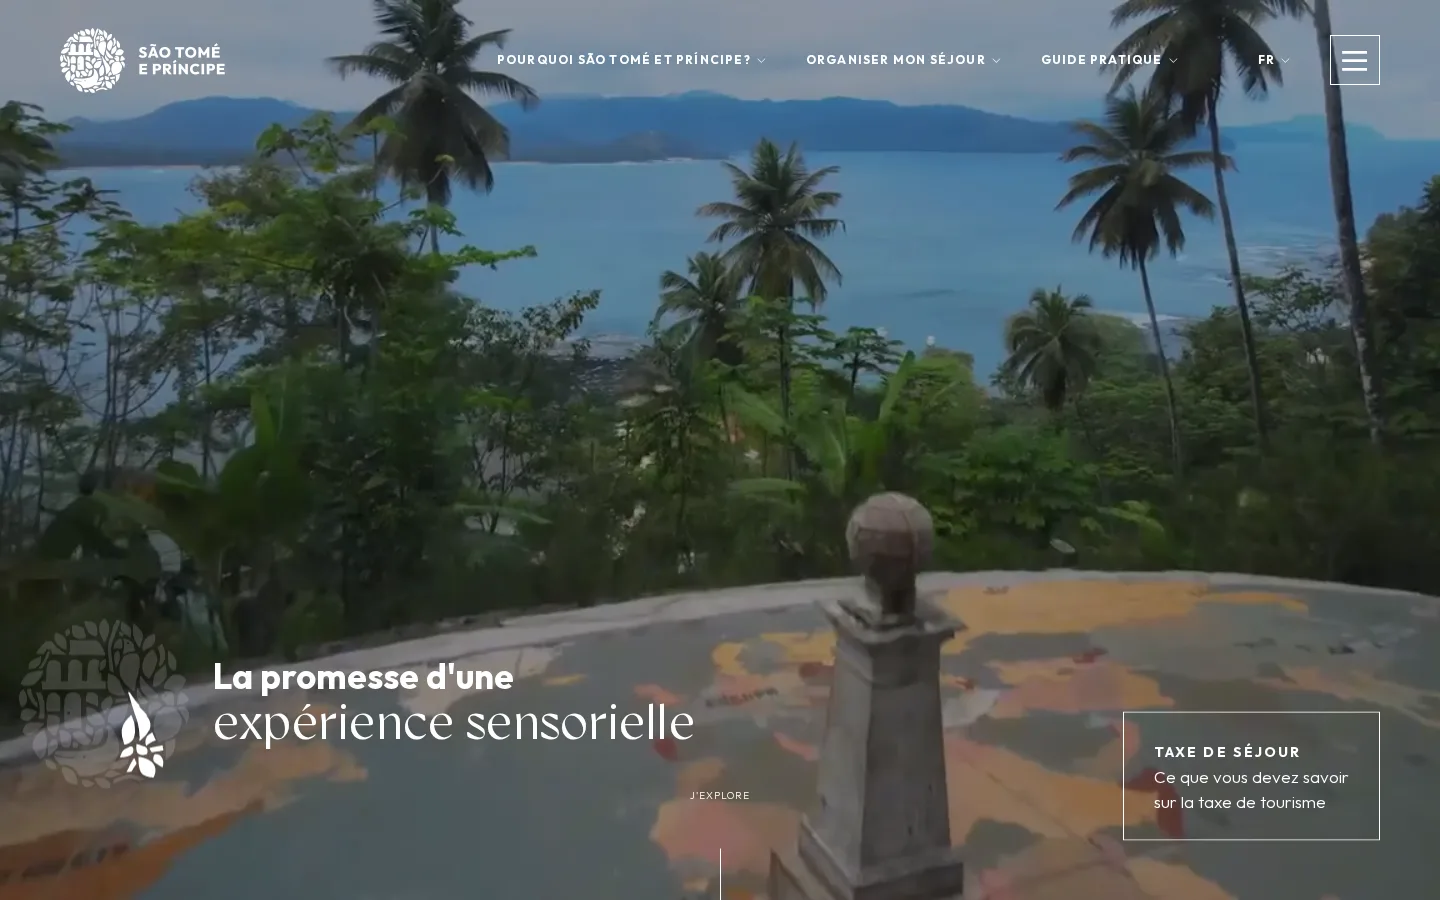 SÃO TOMÉ
E PRÍNCIPE
POURQUOI SÃO TOMÉ ET PRÍNCIPE?
ORGANISER MON SÉJOUR
GUIDE PRATIQUE
FR
La promesse d'une
expérience sensorielle
J'EXPLORE
TAXE DE SÉJOUR
Ce que vous devez savoir
sur la taxe de tourisme